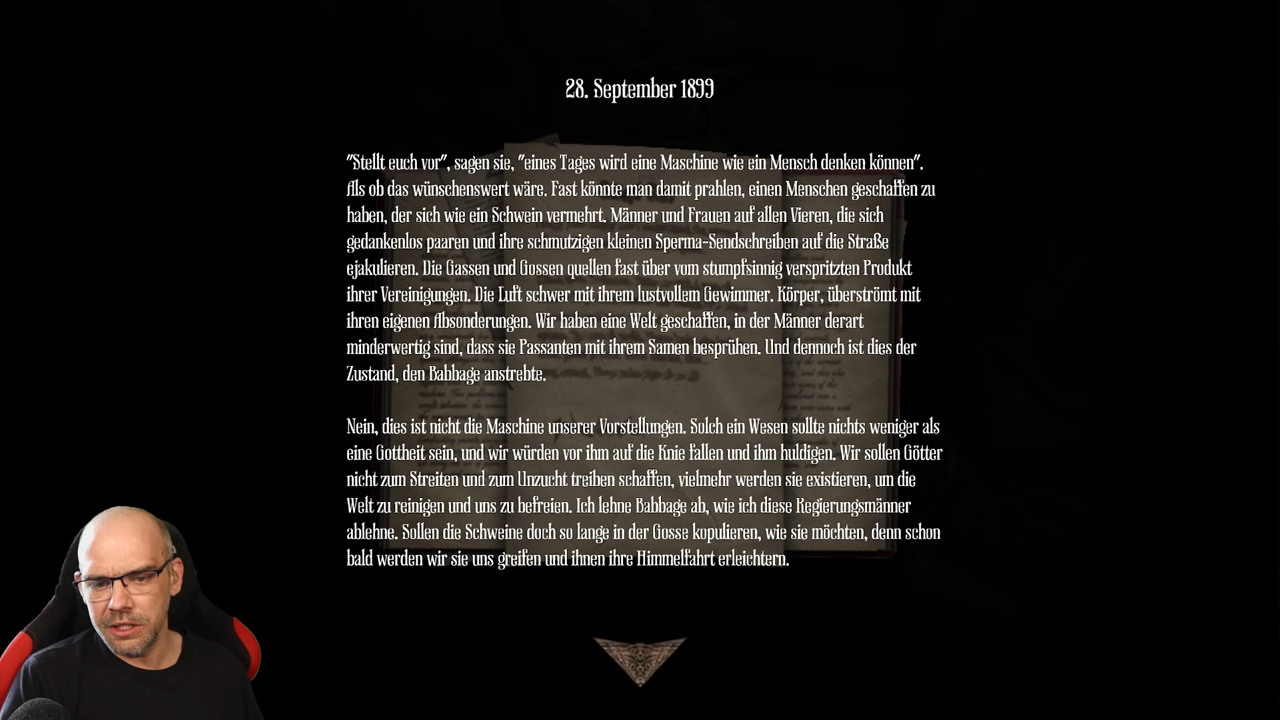 28. September 1899
"Stellt euch vor", sagen sie, "eines Tages wird eine Maschine wie ein Mensch denken können".
Als ob das wünschenswert wäre. Fast könnte man damit prahlen, einen Menschen geschaffen zu
haben, der sich wie ein Schwein vermehrt. Männer und Frauen auf allen Vieren, die sich
gedankenlos paaren und ihre schmutzigen kleinen Sperma-Sendschreiben auf die Straße
ejakulieren. Die Gassen und Gossen quellen fast über vom stumpfsinnig verspritzten Produkt
ihrer Vereinigungen. Die Luft schwer mit ihrem lustvollem Gewimmer. Körper, überströmt mit
ihren eigenen Absonderungen. Wir haben eine Welt geschaffen, in der Männer derart
minderwertig sind, dass sie Passanten mit ihrem Samen besprühen. Und dennoch ist dies der
Zustand, den Babbage anstrebte.
Nein, dies ist nicht die Maschine unserer Vorstellungen. Solch ein Wesen sollte nichts weniger als
eine Gottheit sein, und wir würden vor ihm auf die Knie fallen und ihm huldigen. Wir sollen Götter
nicht zum Streiten und zum Unzucht treiben schaffen, vielmehr werden sie existieren, um die
Welt zu reinigen und uns zu befreien. Ich lehne Babbage ab, wie ich diese Regierungsmänner
ablehne. Sollen die Schweine doch so lange in der Gosse kopulieren, wie sie möchten, denn schon
bald werden wir sie uns greifen und ihnen ihre Himmelfahrt erleichtern.